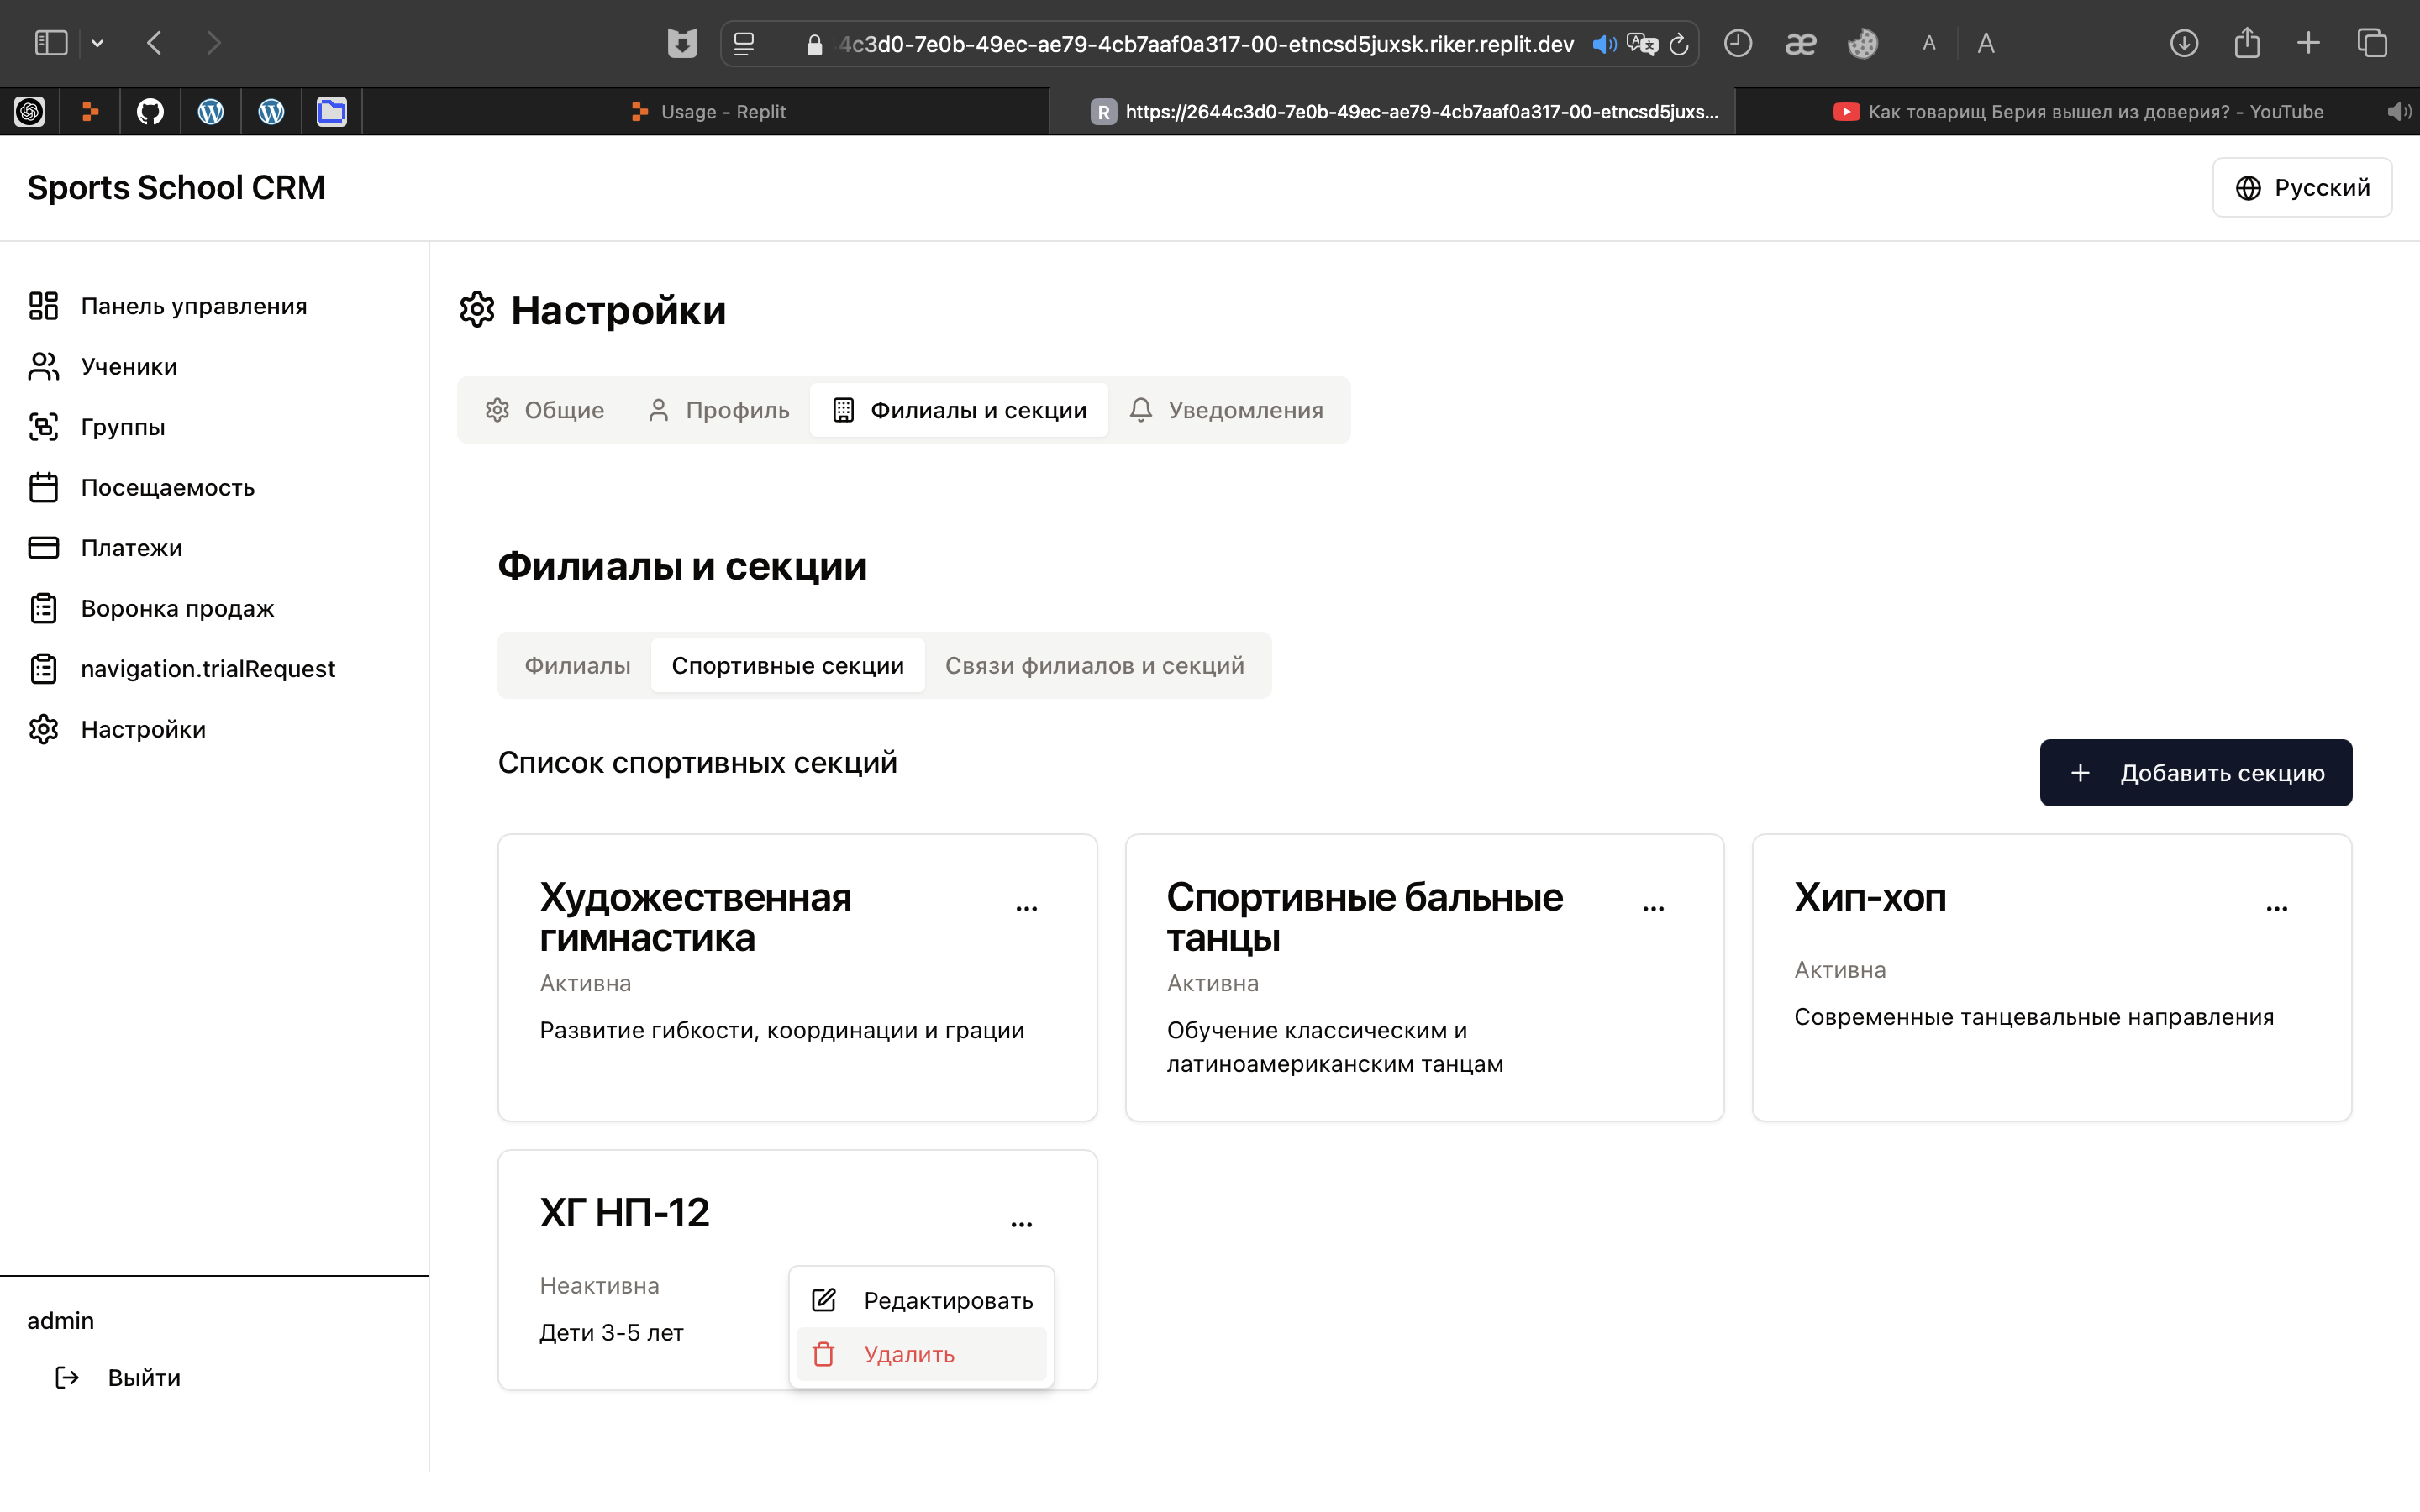 4c3d0-7e0b-49ec-ae79-4cb7aaf0a317-00-etncsd5juxsk.riker.replit.dev
A
A
Usage - Replit
R
https://2644c3d0-7e0b-49ec-ae79-4cb7aaf0a317-00-etncsd5juxs...
Как товарищ Берия вышел из доверия? - YouTube
Sports School CRM
Русский
Панель управления
Ученики
Группы
Посещаемость
Платежи
Воронка продаж
navigation.trialRequest
Настройки
admin
Выйти
Настройки
Общие
Профиль
Филиалы и секции
Уведомления
Филиалы и секции
Филиалы
Спортивные секции
Связи филиалов и секций
Список спортивных секций
+ Добавить секцию
Художественная
гимнастика
...
Активна
Развитие гибкости, координации и грации
Спортивные бальные
танцы
...
Активна
Обучение классическим и
латиноамериканским танцам
Хип-хоп
...
Активна
Современные танцевальные направления
ХГ НП-12
...
Неактивна
Дети 3-5 лет
Редактировать
Удалить